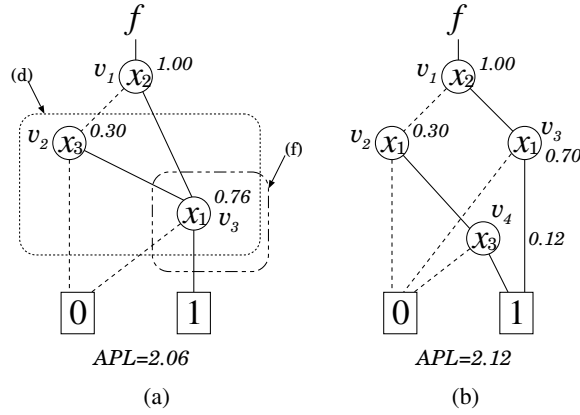 f
v1 x2 1.00
(d)
v2 x3 0.30
(f)
x1 0.76
v3
0 1
APL=2.06
(a)
f
v1 x2 1.00
v2 x1 0.30
x1 v3
0.70
v4
x3 0.12
0 1
APL=2.12
(b)